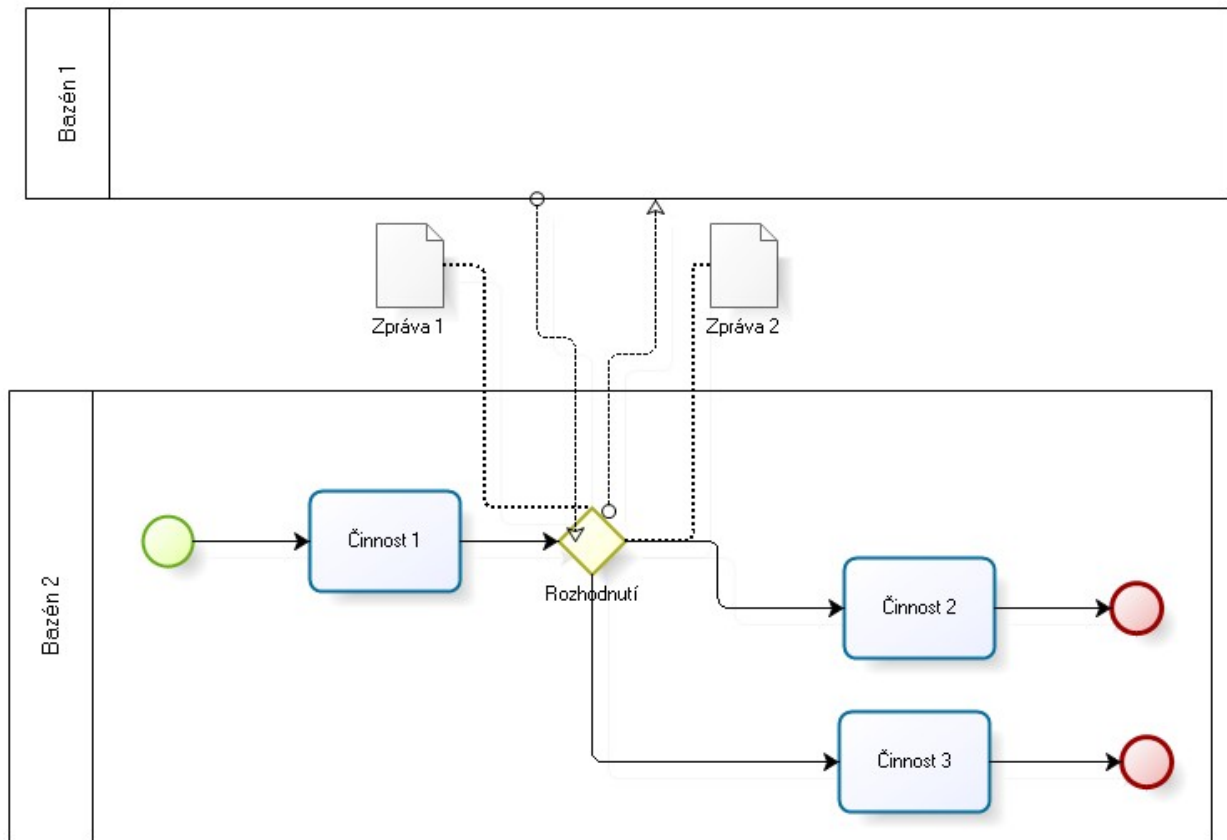 Bazén 1
Zpráva 1
Zpráva 2
Bazén 2
Činnost 1
Rozhodnutí
Činnost 2
Činnost 3